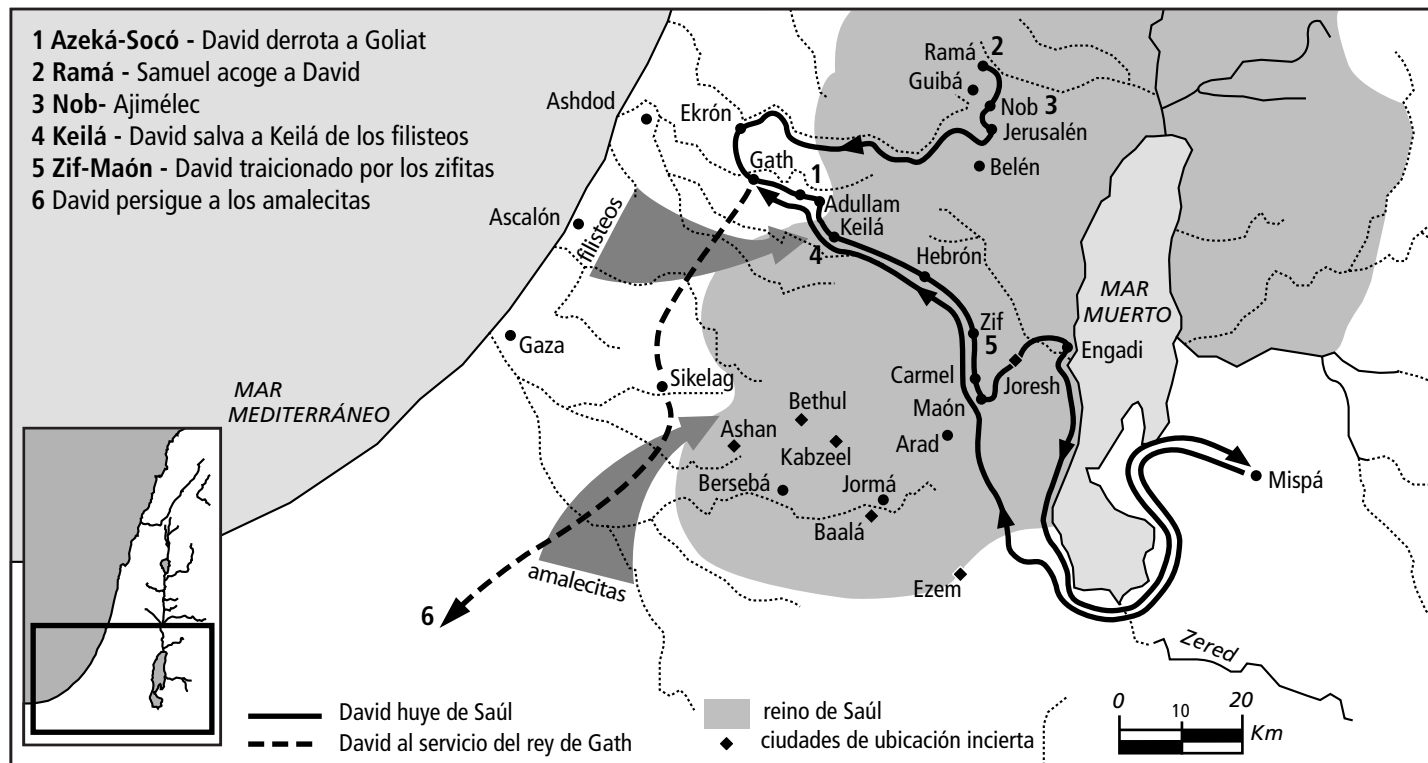 1 Azeká-Socó - David derrota a Goliat
2 Ramá - Samuel acoge a David
3 Nob- Ajimélec
4 Keilá - David salva a Keilá de los filisteos
5 Zif-Maón - David traicionado por los zifitas
6 David persigue a los amalecitas
Ramá 2
Guibá
Nob 3
Jerusalén
Belén
Ashdod
Ekrón
Gath
1
Adullam
Keilá
4
Ascalón
filisteos
Hebrón
Zif
5
MAR
MUERTO
Engadi
Gaza
Sikelag
Carmel
Joresh
Maón
MAR
MEDITERRÁNEO
Bethul
Ashan
Kabzeel
Arad
Bersebá
Jormá
Baalá
Mispá
Ezem
amalecitas
6
Zered
David huye de Saúl
David al servicio del rey de Gath
reino de Saúl
ciudades de ubicación incierta
0 10 20
Km